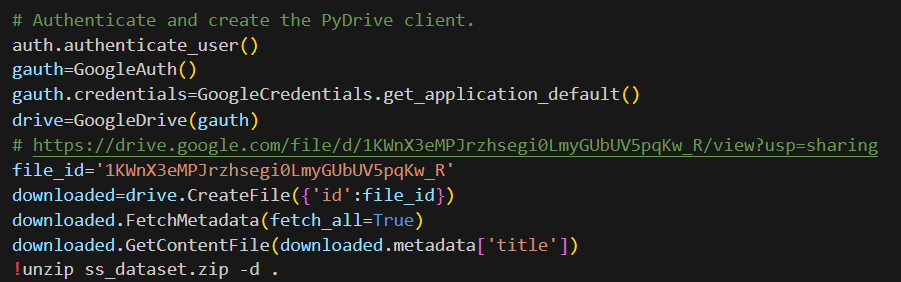 # Authenticate and create the PyDrive client.
auth.authenticate_user()
gauth=GoogleAuth()
gauth.credentials=GoogleCredentials.get_application_default()
drive=GoogleDrive(gauth)
# https://drive.google.com/file/d/1KWnX3eMPJrzhsegi0LmyGUbUV5pqKw_R/view?usp=sharing
file_id='1KWnX3eMPJrzhsegi0LmyGUbUV5pqKw_R'
downloaded=drive.CreateFile({'id':file_id})
downloaded.FetchMetadata(fetch_all=True)
downloaded.GetContentFile(downloaded.metadata['title'])
!unzip ss_dataset.zip -d .